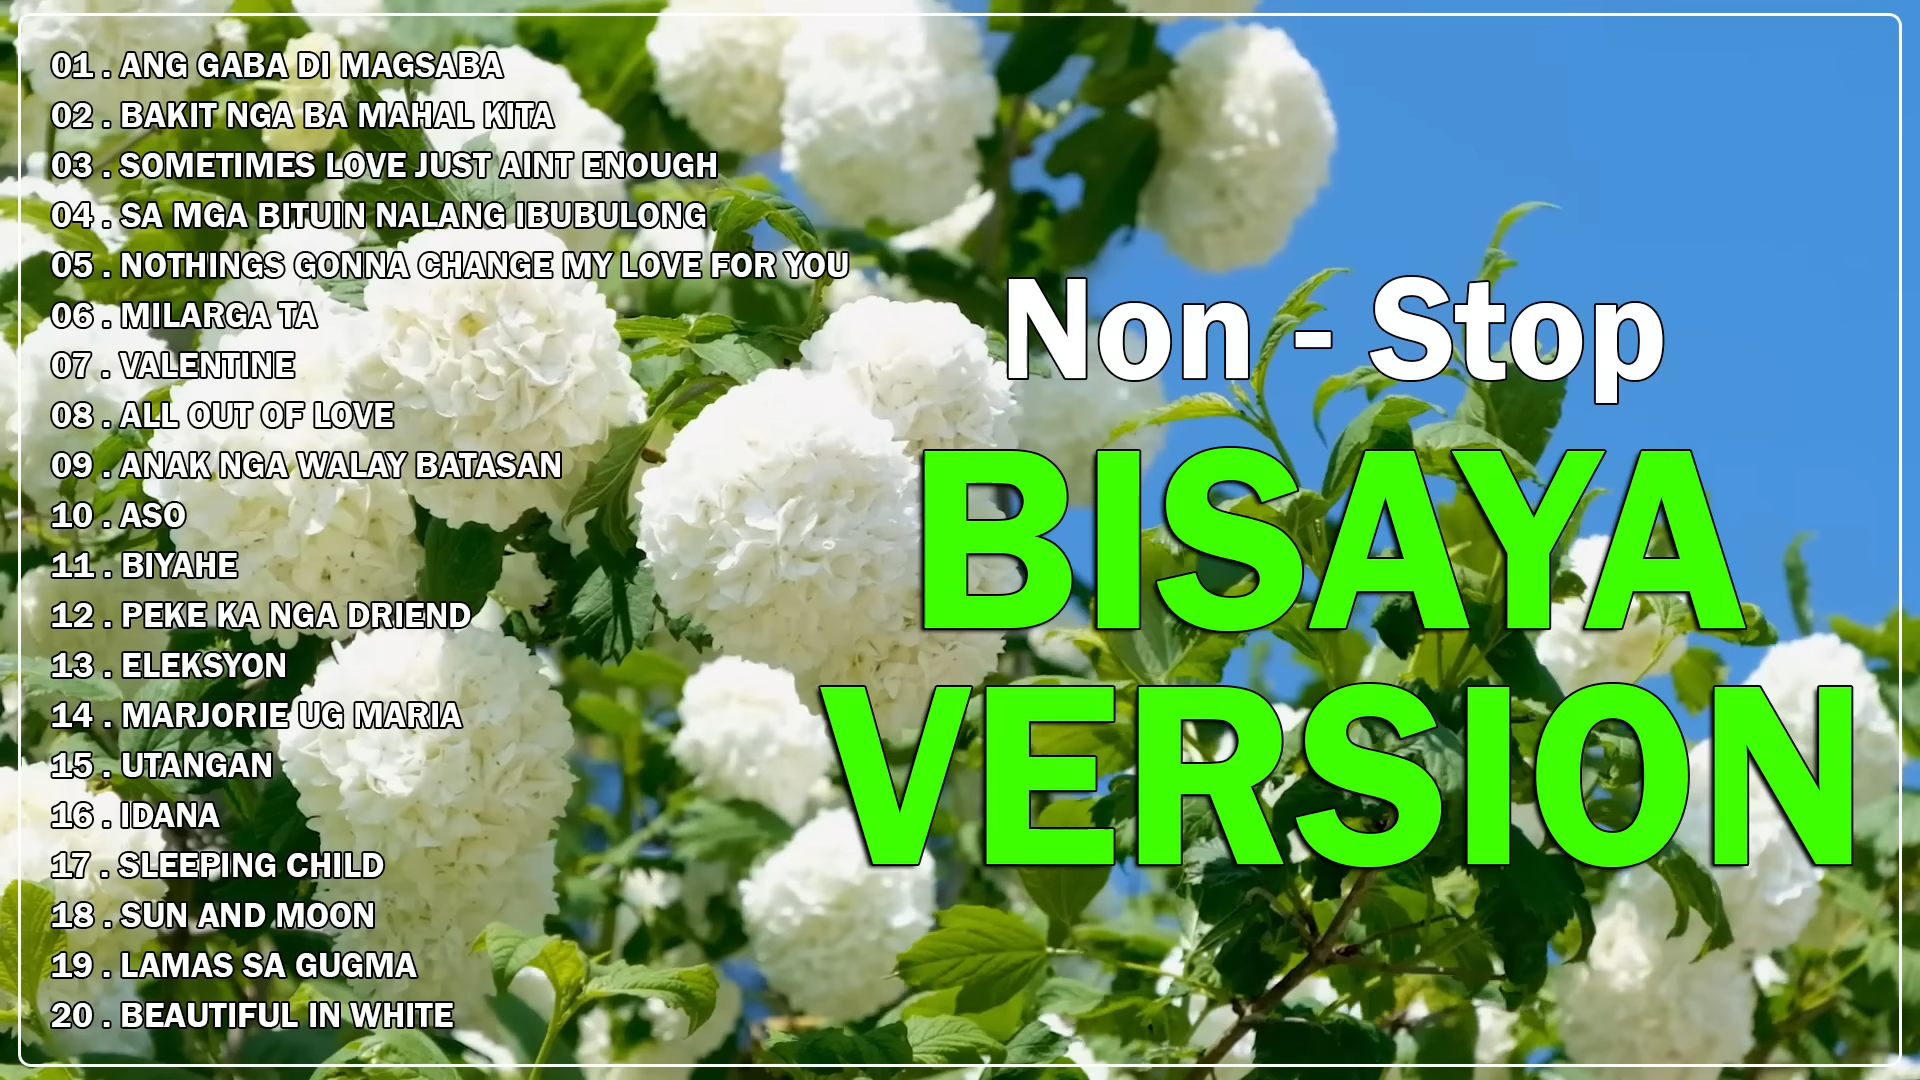 01 . ANG GABA DI MAGSABA
02 . BAKIT NGA BA MAHAL KITA
03 . SOMETIMES LOVE JUST AINT ENOUGH
04 . SA MGA BITUIN NALANG IBUBULONG
05 . NOTHINGS GONNA CHANGE MY LOVE FOR YOU
06 . MILARGA TA
07 . VALENTINE
08 . ALL OUT OF LOVE
09 . ANAK NGA WALAY BATASAN
10 . ASO
11 . BIYAHE
12 . PEKE KA NGA DRIEND
13 . ELEKSYON
14 . MARJORIE UG MARIA
15 . UTANGAN
16 . IDANA
17 . SLEEPING CHILD
18 . SUN AND MOON
19 . LAMAS SA GUGMA
20 . BEAUTIFUL IN WHITE
Non - Stop
BISAYA
VERSION